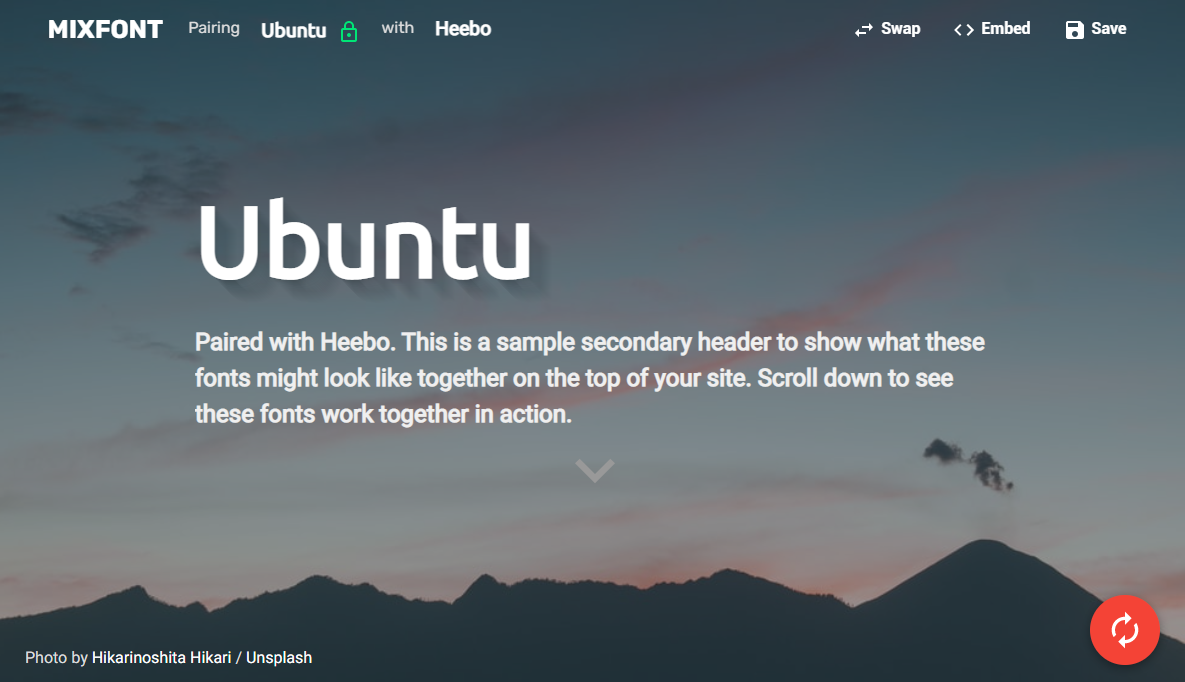 MIXFONT Pairing Ubuntu with Heebo Swap Embed Save
Ubuntu
Paired with Heebo. This is a sample secondary header to show what these
fonts might look like together on the top of your site. Scroll down to see
these fonts work together in action.
Photo by Hikarinoshita Hikari / Unsplash